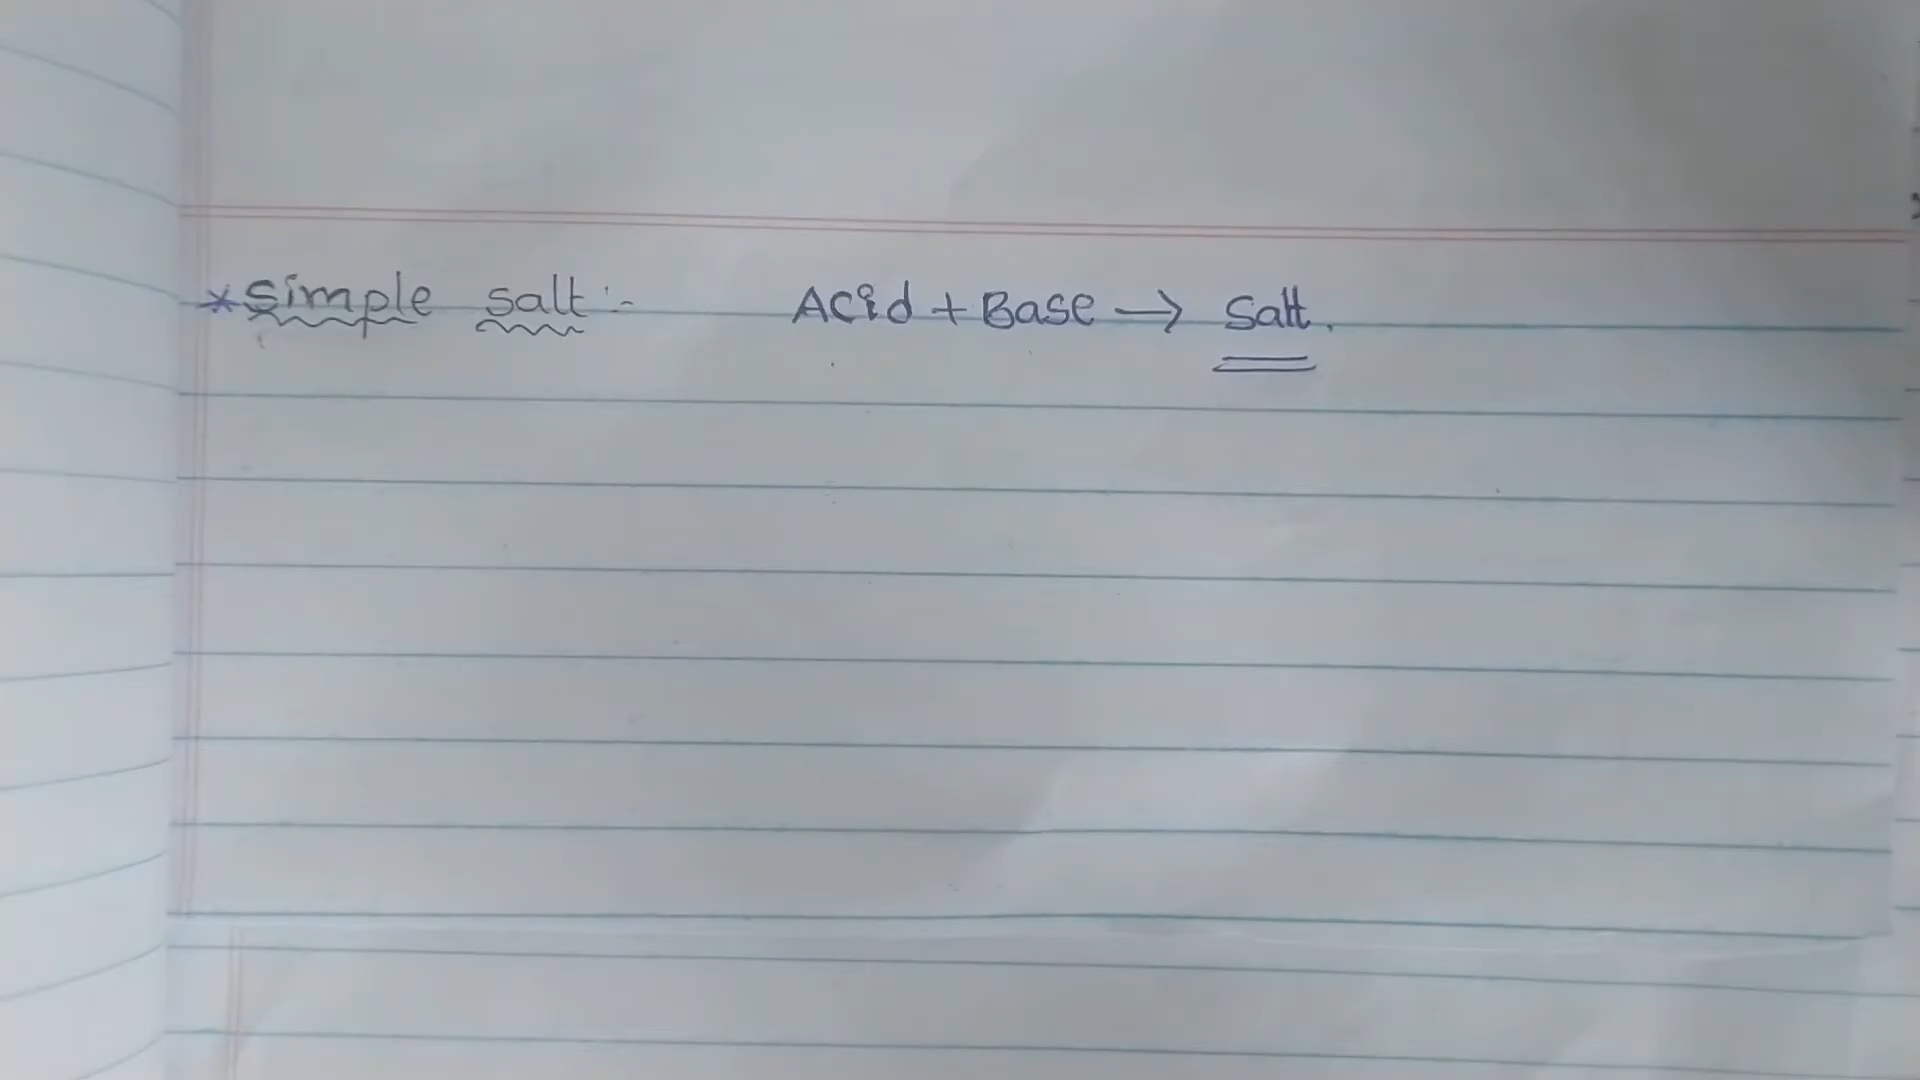 * Simple salt :- Acid + Base → Salt.